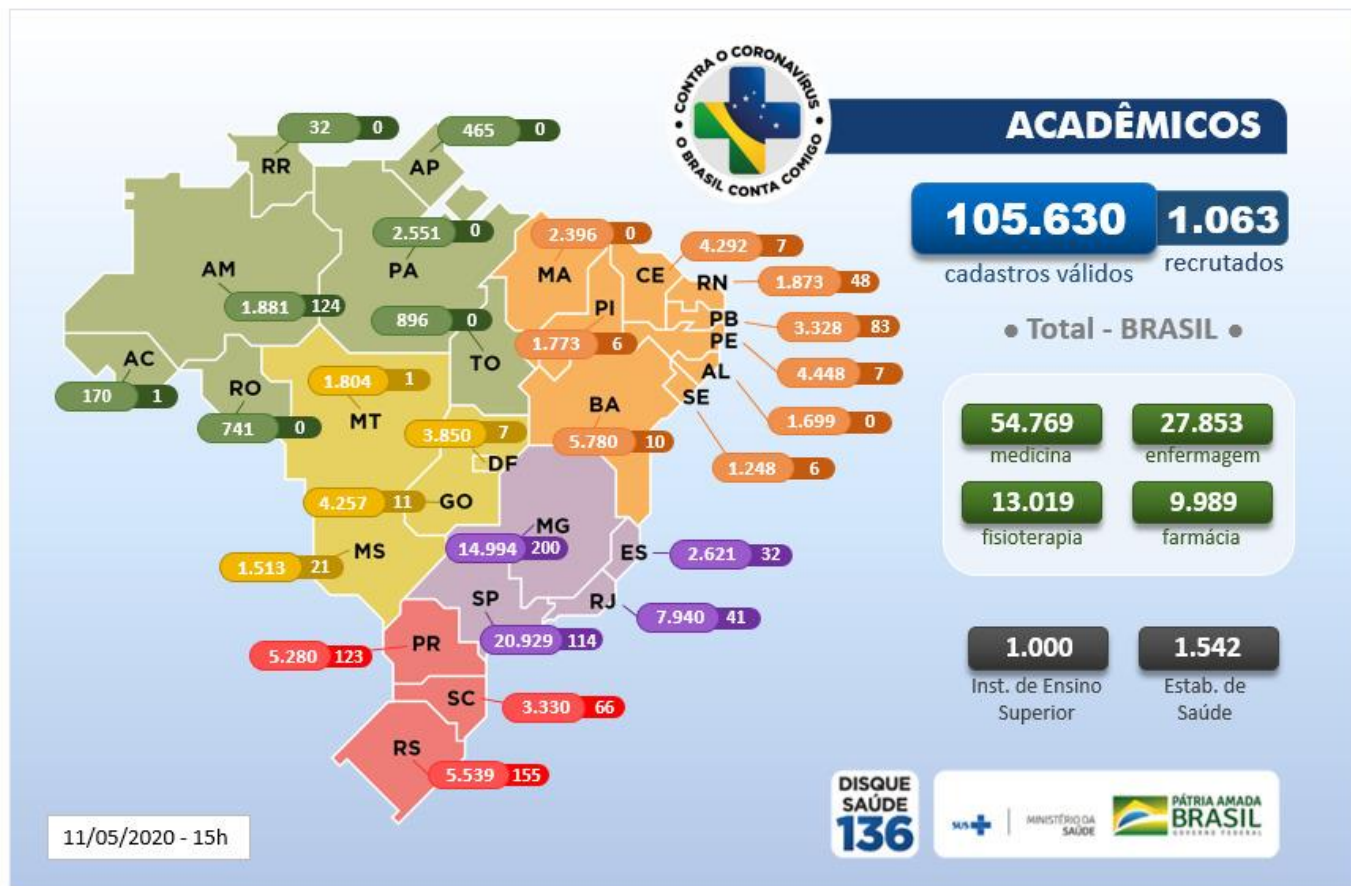 CONTRA O CORONAVÍRUS
O BRASIL CONTA COMIGO
ACADÊMICOS
105.630
cadastros válidos
1.063
recrutados
● Total - BRASIL ●
54.769
medicina
27.853
enfermagem
13.019
fisioterapia
9.989
farmácia
1.000
Inst. de Ensino
Superior
1.542
Estab. de
Saúde
32 0
RR
465 0
AP
2.551 0
PA
AM
1.881 124
896 0
TO
AC
170 1
RO
741 0
2.396 0
MA
4.292 7
CE
RN
1.873 48
PI
1.773 6
PB
3.328 83
PE
4.448 7
AL
1.699 0
SE
1.248 6
BA
5.780 10
1.804 1
MT
3.850 7
DF
4.257 11
GO
MS
1.513 21
MG
14.994 200
ES
2.621 32
RJ
7.940 41
SP
20.929 114
PR
5.280 123
SC
3.330 66
RS
5.539 155
11/05/2020 - 15h
DISQUE
SAÚDE
136
SUS
MINISTÉRIO DA
SAÚDE
PÁTRIA AMADA
BRASIL
GOVERNO FEDERAL